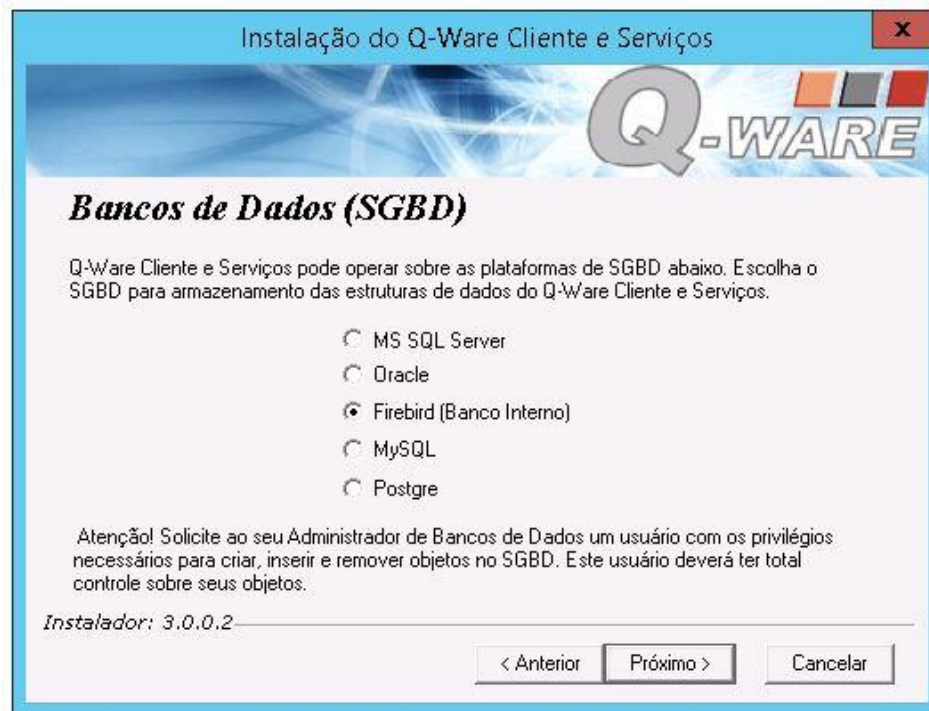 Instalação do Q-Ware Cliente e Serviços
x
Q-WARE
Bancos de Dados (SGBD)
Q-Ware Cliente e Serviços pode operar sobre as plataformas de SGBD abaixo. Escolha o
SGBD para armazenamento das estruturas de dados do Q-Ware Cliente e Serviços.
MS SQL Server
Oracle
Firebird (Banco Interno)
MySQL
Postgre
Atenção! Solicite ao seu Administrador de Bancos de Dados um usuário com os privilégios
necessários para criar, inserir e remover objetos no SGBD. Este usuário deverá ter total
controle sobre seus objetos.
Instalador: 3.0.0.2
< Anterior
Próximo >
Cancelar